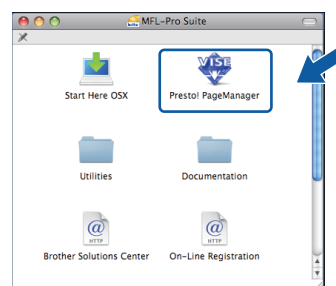 MFL-Pro Suite
Start Here OSX
VISE
Presto! PageManager
Utilities
Documentation
@
HTTP
@
HTTP
Brother Solutions Center
On-Line Registration